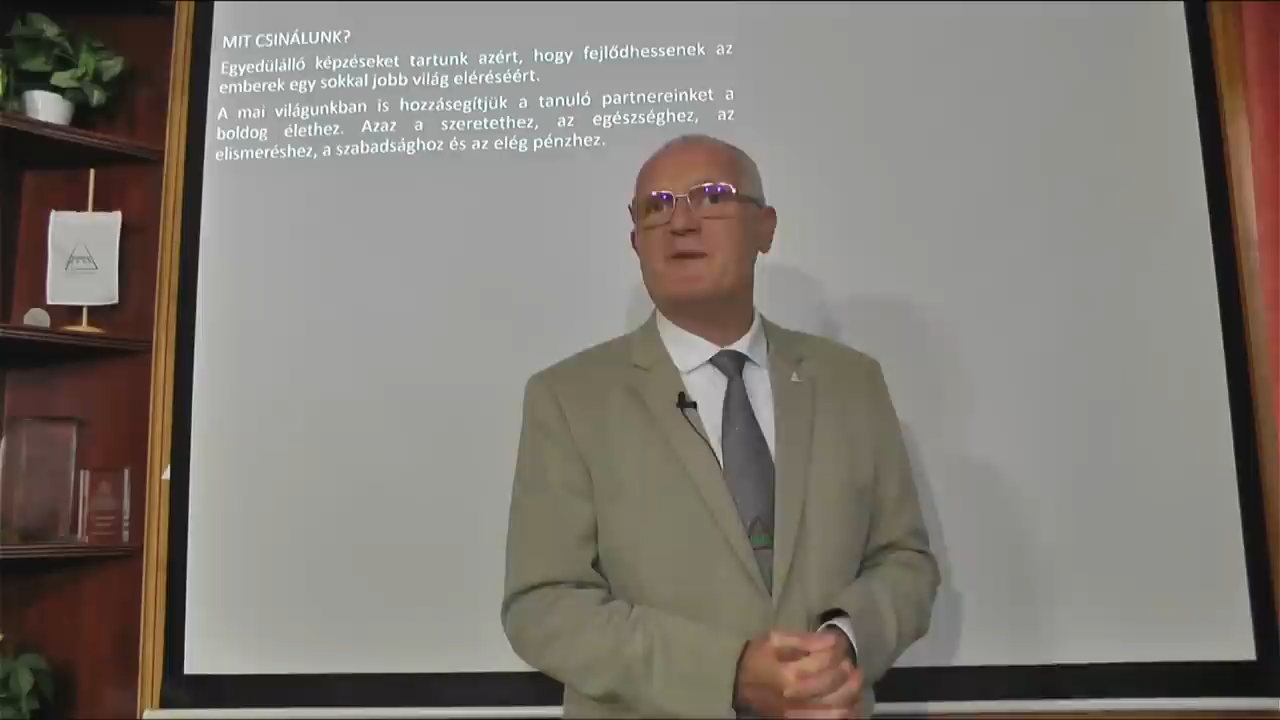 MIT CSINÁLUNK?
Egyedülálló képzéseket tartunk azért, hogy fejlődhessenek az
emberek egy sokkal jobb világ eléréséért.
A mai világunkban is hozzásegítjük a tanuló partnereinket a
boldog élethez. Azaz a szeretethez, az egészséghez, az
elismeréshez, a szabadsághoz és az elég pénzhez.